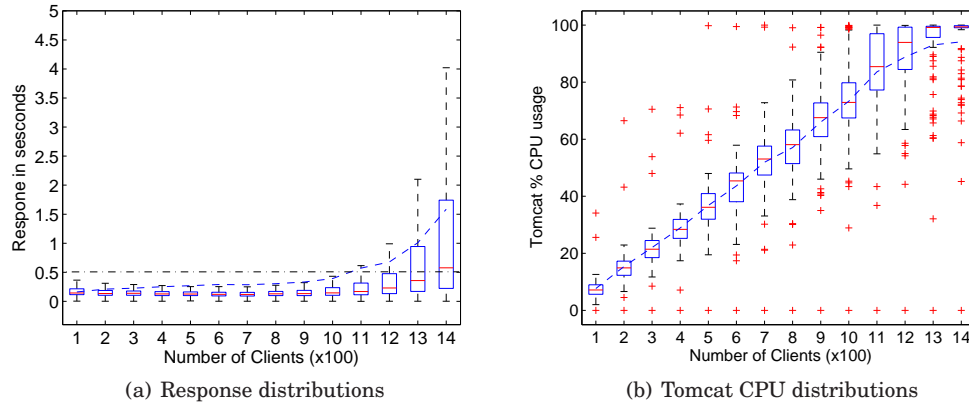 5
4.5
4
3.5
3
2.5
2
1.5
1
0.5
0
Respone in sesconds
1 2 3 4 5 6 7 8 9 10 11 12 13 14
Number of Clients (x100)
(a) Response distributions
100
80
60
40
20
0
Tomcat % CPU usage
1 2 3 4 5 6 7 8 9 10 11 12 13 14
Number of Clients (x100)
(b) Tomcat CPU distributions